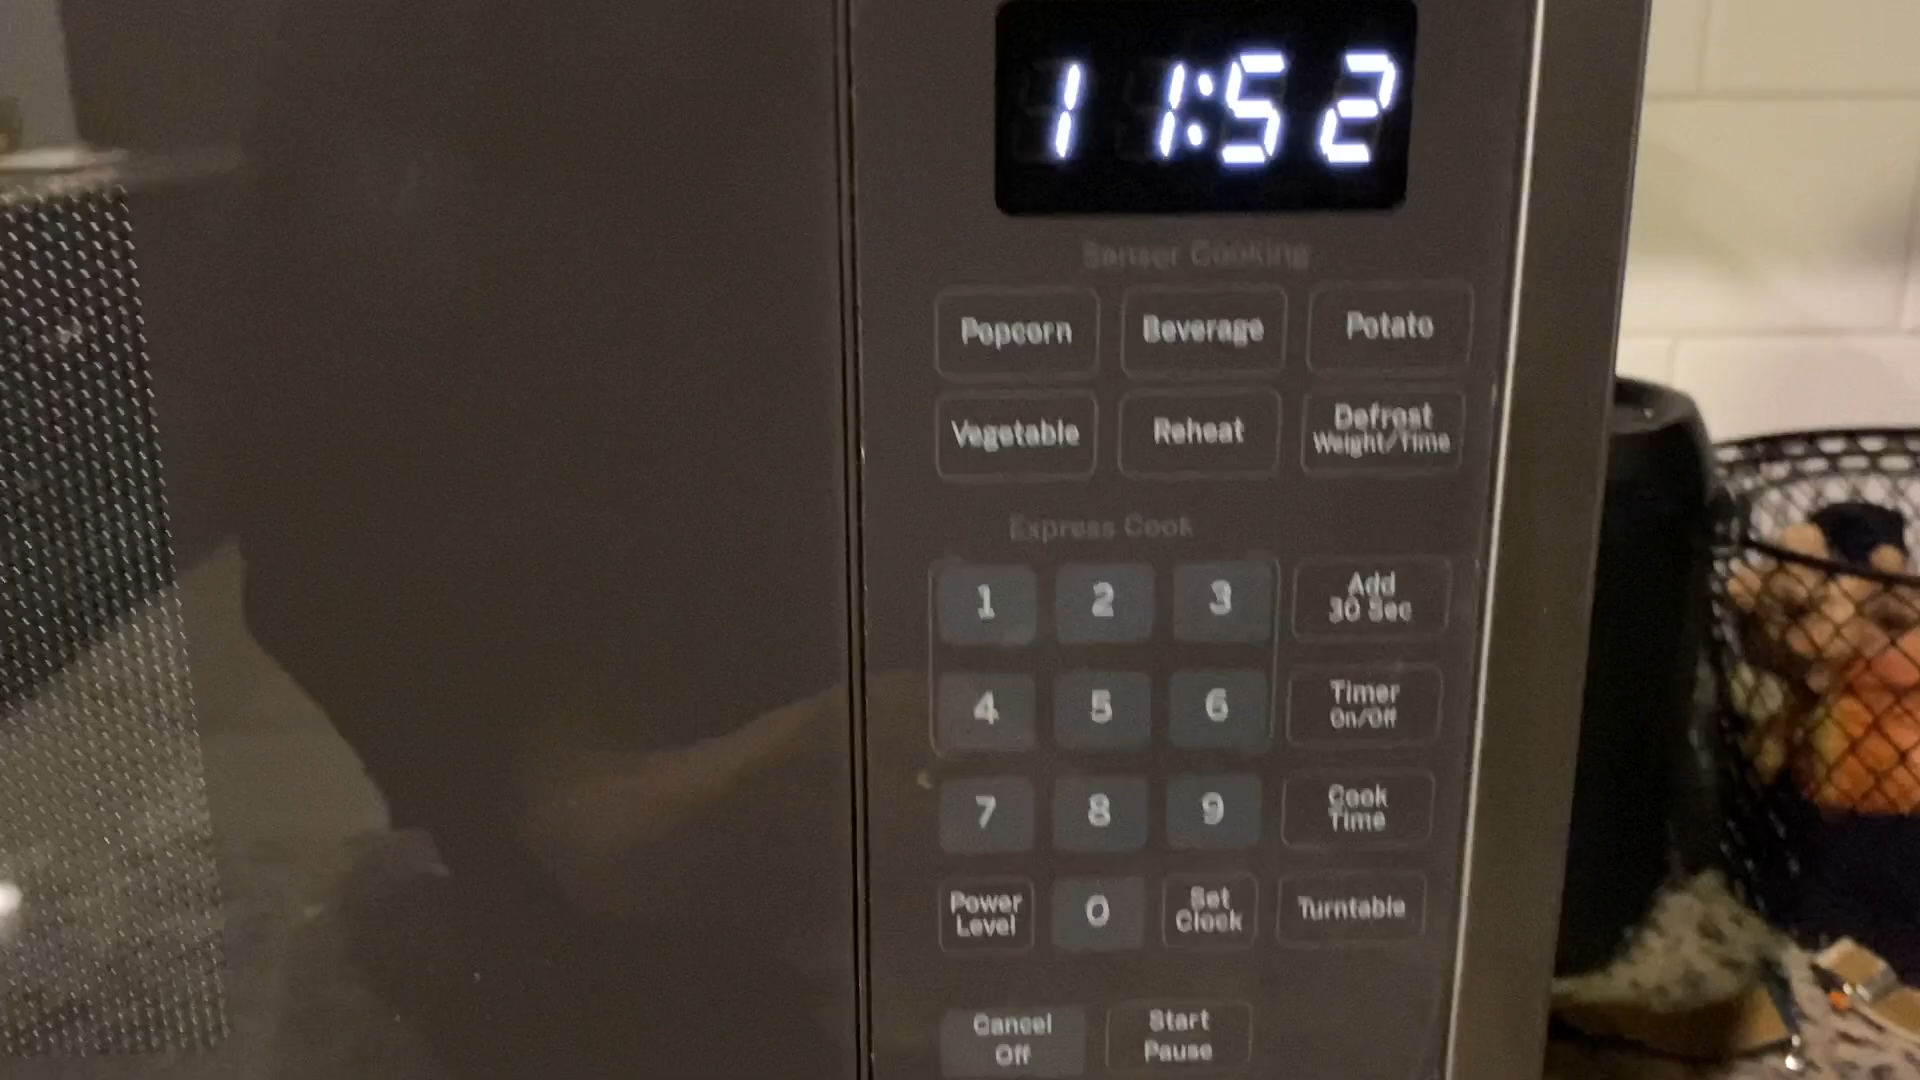 11:52
Sensor Cooking
Popcorn Beverage Potato
Vegetable Reheat Defrost
Weight/Time
Express Cook
1 2 3 Add
30 Sec
4 5 6 Timer
On/Off
7 8 9 Cook
Time
Power
Level
0
Set
Clock
Turntable
Cancel
Off
Start
Pause